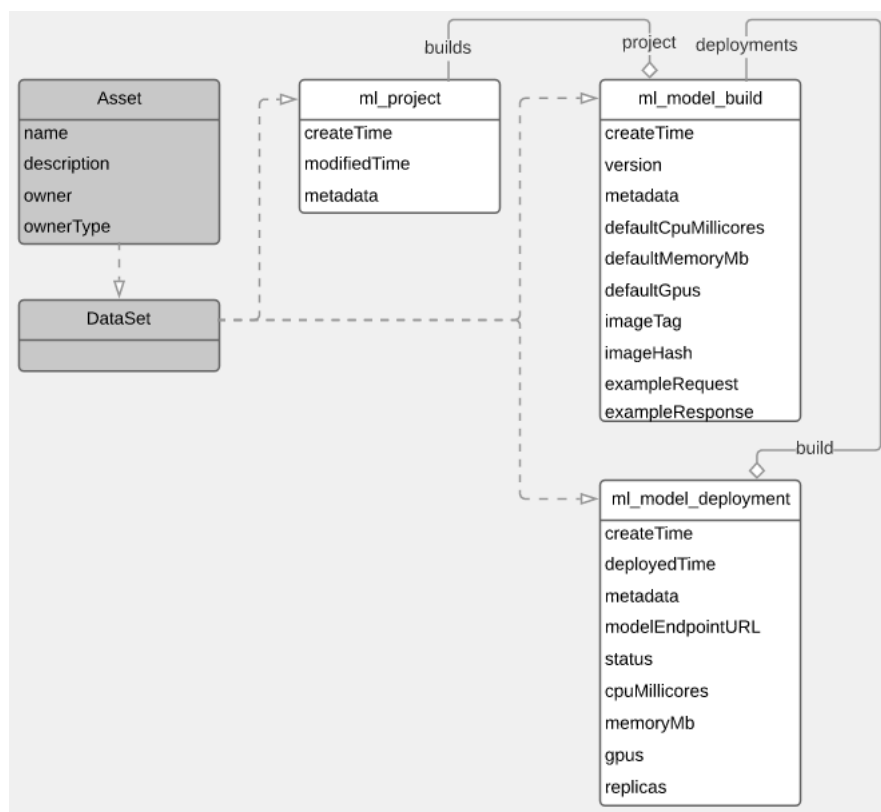 builds
project
deployments
Asset
name
description
owner
ownerType
DataSet
ml_project
createTime
modifiedTime
metadata
ml_model_build
createTime
version
metadata
defaultCpuMillicores
defaultMemoryMb
defaultGpus
imageTag
imageHash
exampleRequest
exampleResponse
build
ml_model_deployment
createTime
deployedTime
metadata
modelEndpointURL
status
cpuMillicores
memoryMb
gpus
replicas